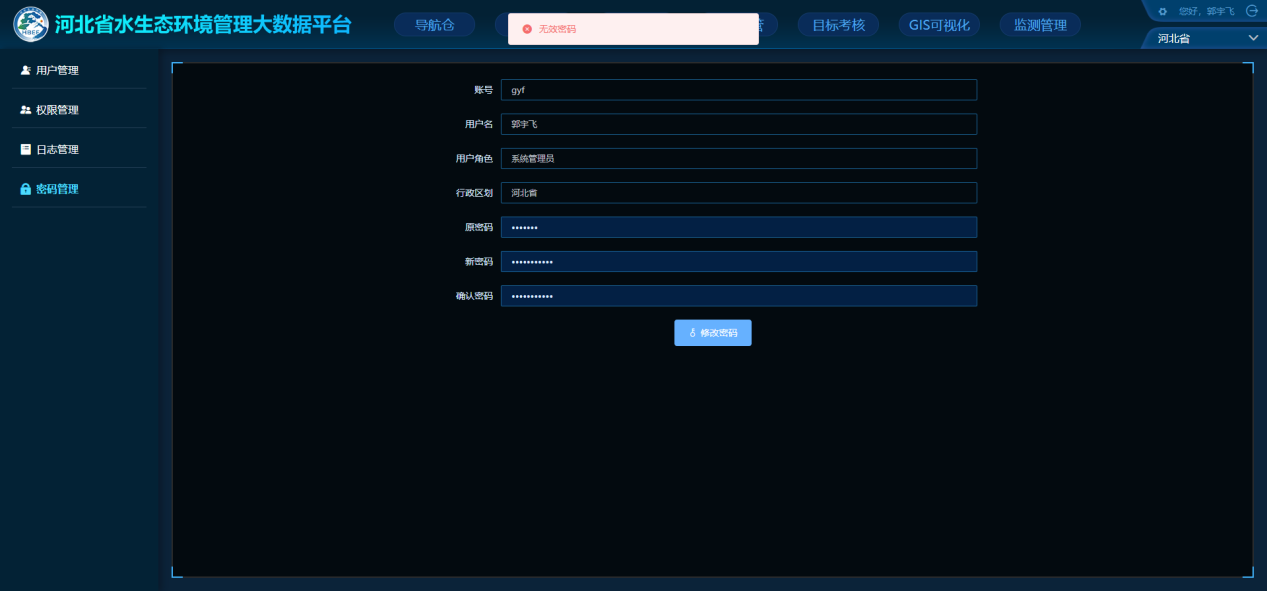 河北省水生态环境管理大数据平台
导航仓
无效密码
管
目标考核
GIS可视化
监测管理
您好，郭宇飞
河北省
用户管理
权限管理
日志管理
密码管理
账号 gyf
用户名 郭宇飞
用户角色 系统管理员
行政区划 河北省
原密码 •••••••
新密码 •••••••••••
确认密码 •••••••••••
修改密码